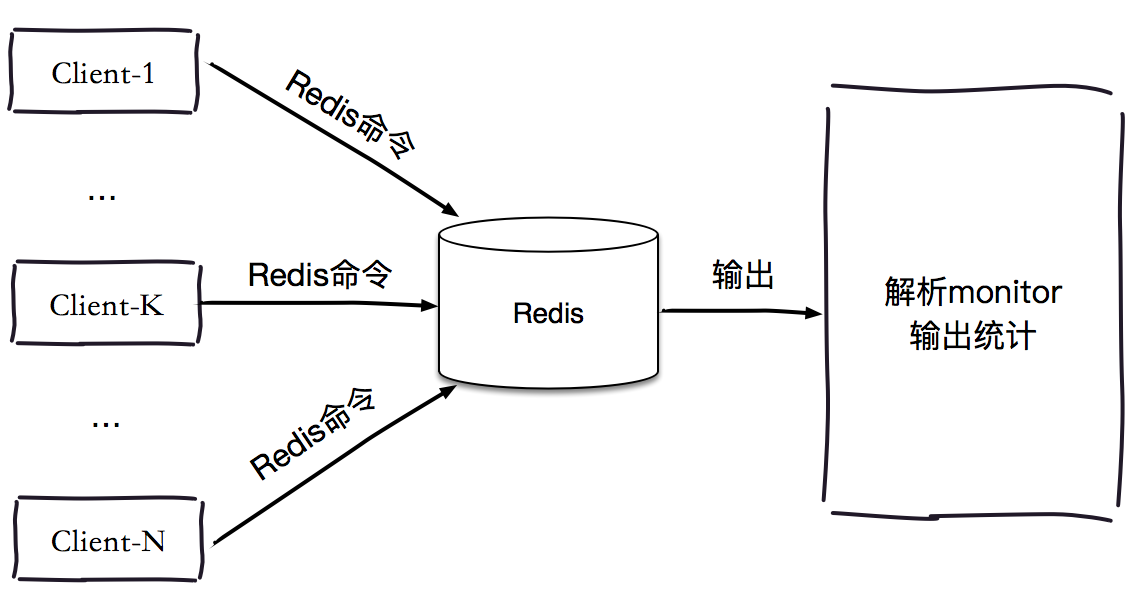 Client-1
Redis命令
...
Client-K
Redis命令
Redis
输出
解析monitor
输出统计
...
Redis命令
Client-N